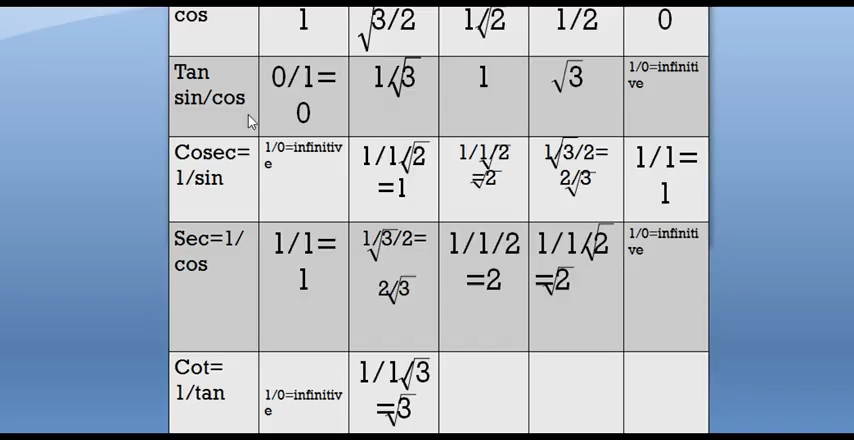 cos 1 √3/2 1/√2 1/2 0
Tan
sin/cos
0/1=
0
1/√3
1
√3
1/0=infiniti
ve
Cosec=
1/sin
1/0=infinitiv
e
1/1√2
=1
1/1/2
=√2
1√3/2=
2/√3
1/1=
1
Sec=1/
cos
1/1=
1
1/√3/2=
2/√3
1/1/2
=2
1/1/√2
=√2
1/0=infiniti
ve
Cot=
1/tan
1/0=infinitiv
e
1/1√3
=√3